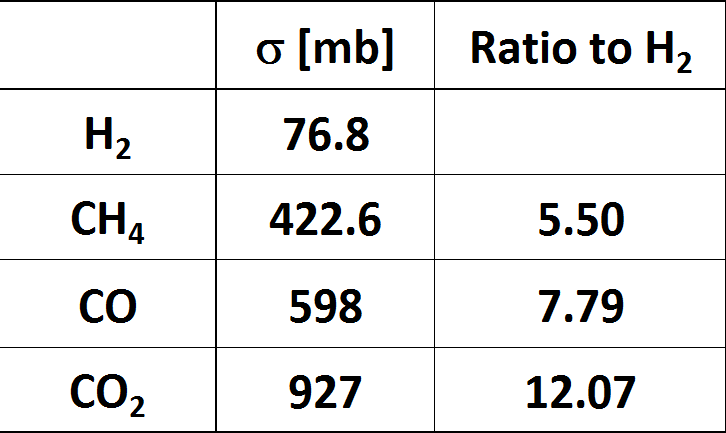 σ [mb] Ratio to H₂
H₂ 76.8
CH₄ 422.6 5.50
CO 598 7.79
CO₂ 927 12.07